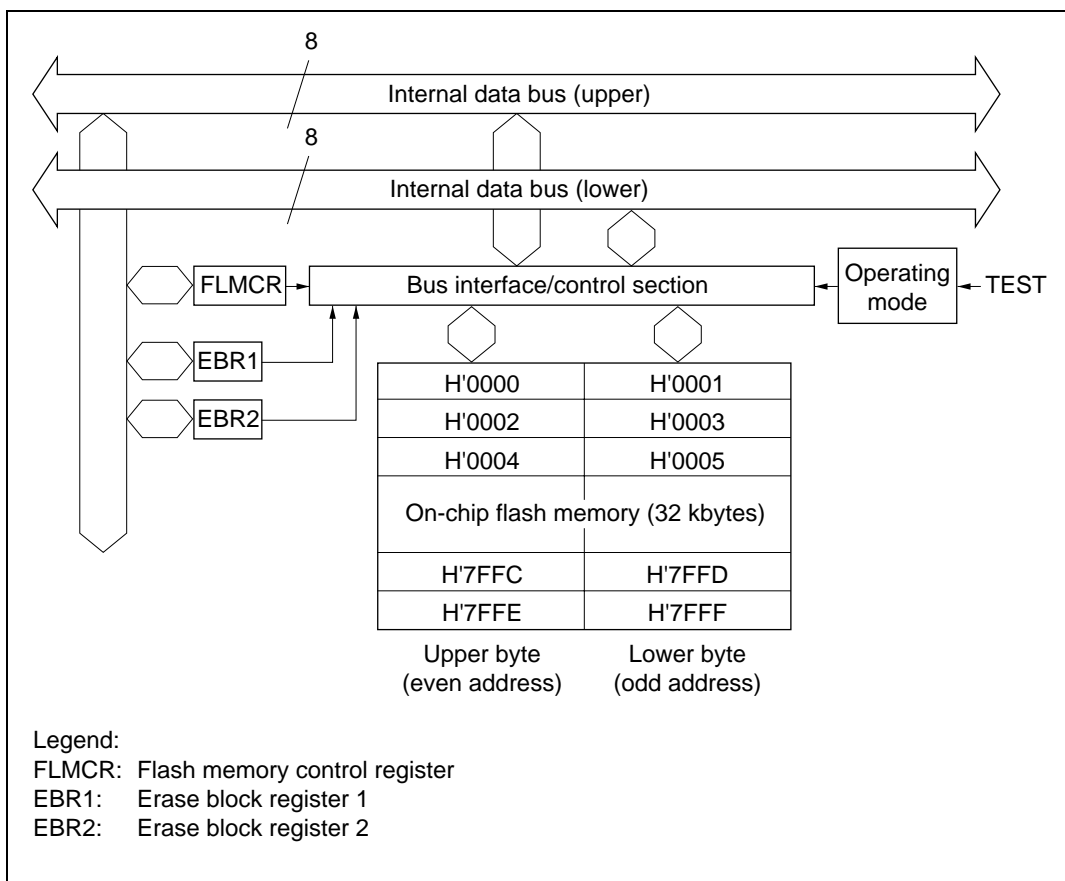 8
Internal data bus (upper)
8
Internal data bus (lower)
FLMCR
Bus interface/control section
Operating
mode
TEST
EBR1
EBR2
H'0000 H'0001
H'0002 H'0003
H'0004 H'0005
On-chip flash memory (32 kbytes)
H'7FFC H'7FFD
H'7FFE H'7FFF
Upper byte
(even address)
Lower byte
(odd address)
Legend:
FLMCR: Flash memory control register
EBR1: Erase block register 1
EBR2: Erase block register 2